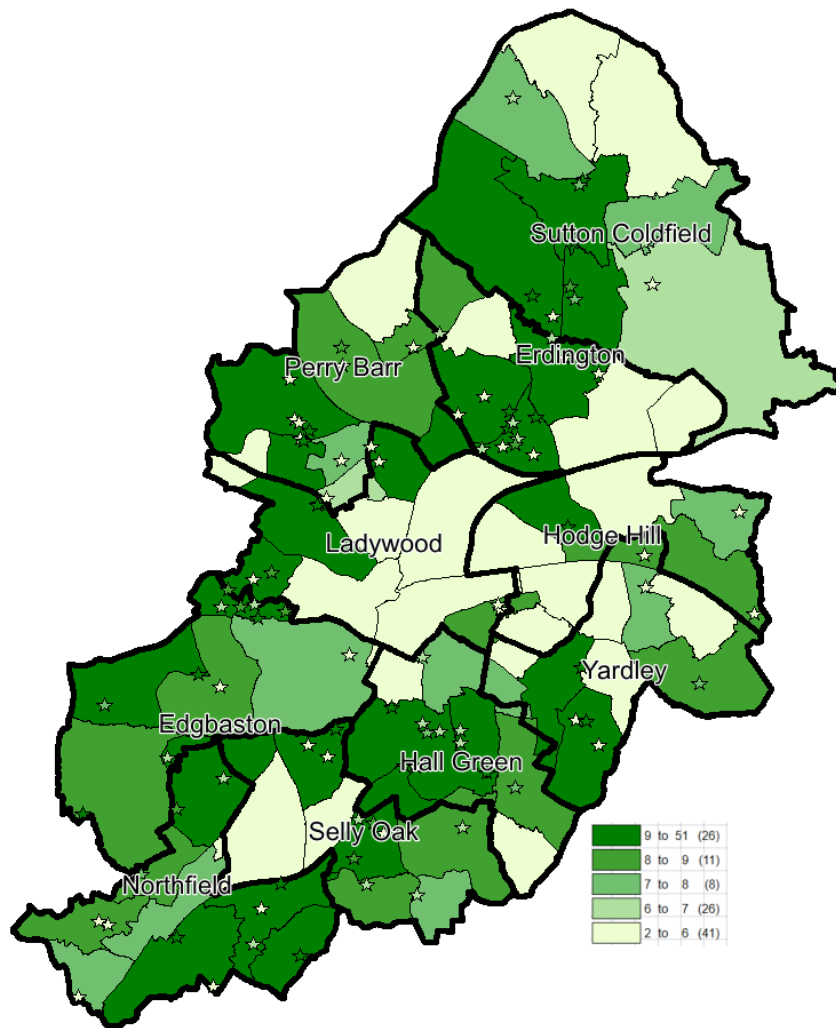 Sutton Coldfield
Erdington
Perry Barr
Hodge Hill
Ladywood
Yardley
Edgbaston
Hall Green
Selly Oak
Northfield
9 to 51 (26)
8 to 9 (11)
7 to 8 (8)
6 to 7 (26)
2 to 6 (41)